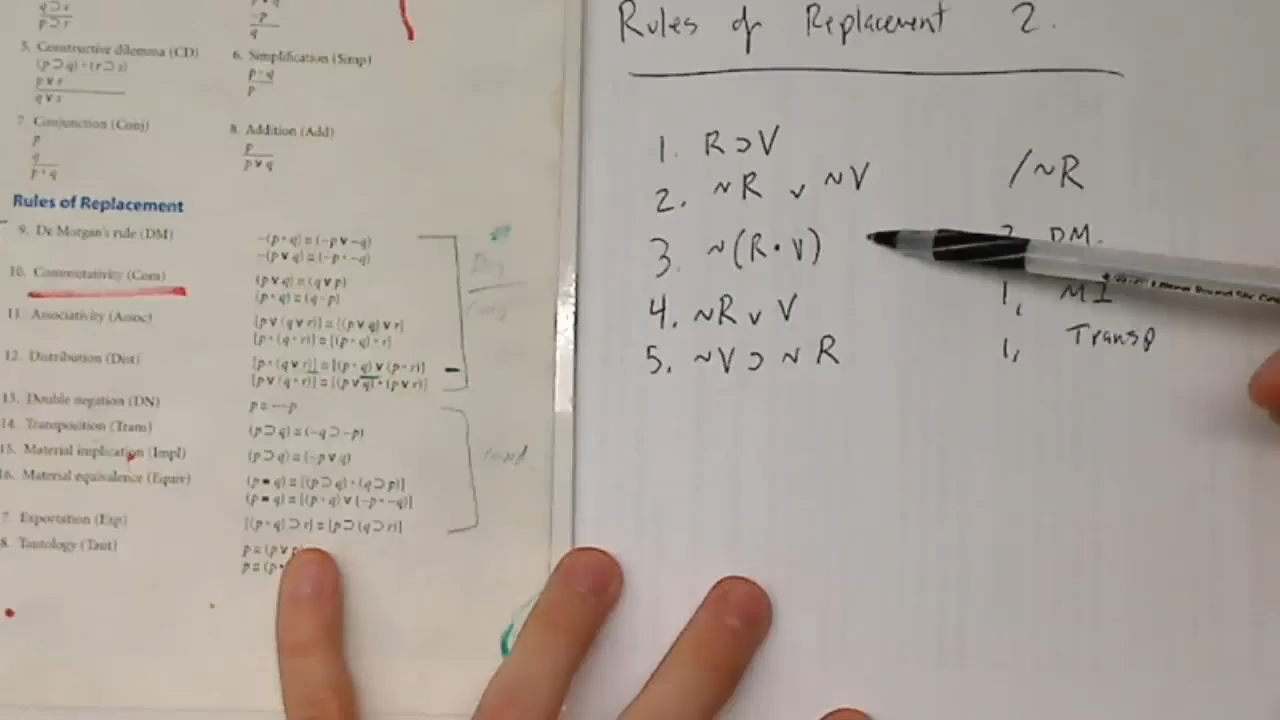 q ⊃ r
p ⊃ r
~p
q
5. Constructive dilemma (CD)
(p ⊃ q) • (r ⊃ s)
p ∨ r
q ∨ s
6. Simplification (Simp)
p • q
p
7. Conjunction (Conj)
p
q
p • q
8. Addition (Add)
p
p ∨ q
Rules of Replacement
9. De Morgan's rule (DM)
~(p • q) ≡ (~p ∨ ~q)
~(p ∨ q) ≡ (~p • ~q)
10. Commutativity (Com)
(p ∨ q) ≡ (q ∨ p)
(p • q) ≡ (q • p)
11. Associativity (Assoc)
[p ∨ (q ∨ r)] ≡ [(p ∨ q) ∨ r]
[p • (q • r)] ≡ [(p • q) • r]
12. Distribution (Dist)
[p • (q ∨ r)] ≡ [(p • q) ∨ (p • r)]
[p ∨ (q • r)] ≡ [(p ∨ q) • (p ∨ r)]
13. Double negation (DN)
p ≡ ~~p
14. Transposition (Trans)
(p ⊃ q) ≡ (~q ⊃ ~p)
15. Material implication (Impl)
(p ⊃ q) ≡ (~p ∨ q)
16. Material equivalence (Equiv)
(p ≡ q) ≡ [(p ⊃ q) • (q ⊃ p)]
(p ≡ q) ≡ [(p • q) ∨ (~p • ~q)]
7. Exportation (Exp)
[(p • q) ⊃ r] ≡ [p ⊃ (q ⊃ r)]
8. Tautology (Taut)
p ≡ (p ∨ p)
p ≡ (p •
Rules of Replacement 2.
1. R ⊃ V
/ ~R
2. ~R ∨ ~V
3. ~(R • V) DM.
4. ~R ∨ V 1, MI
5. ~V ⊃ ~R 1, Transp